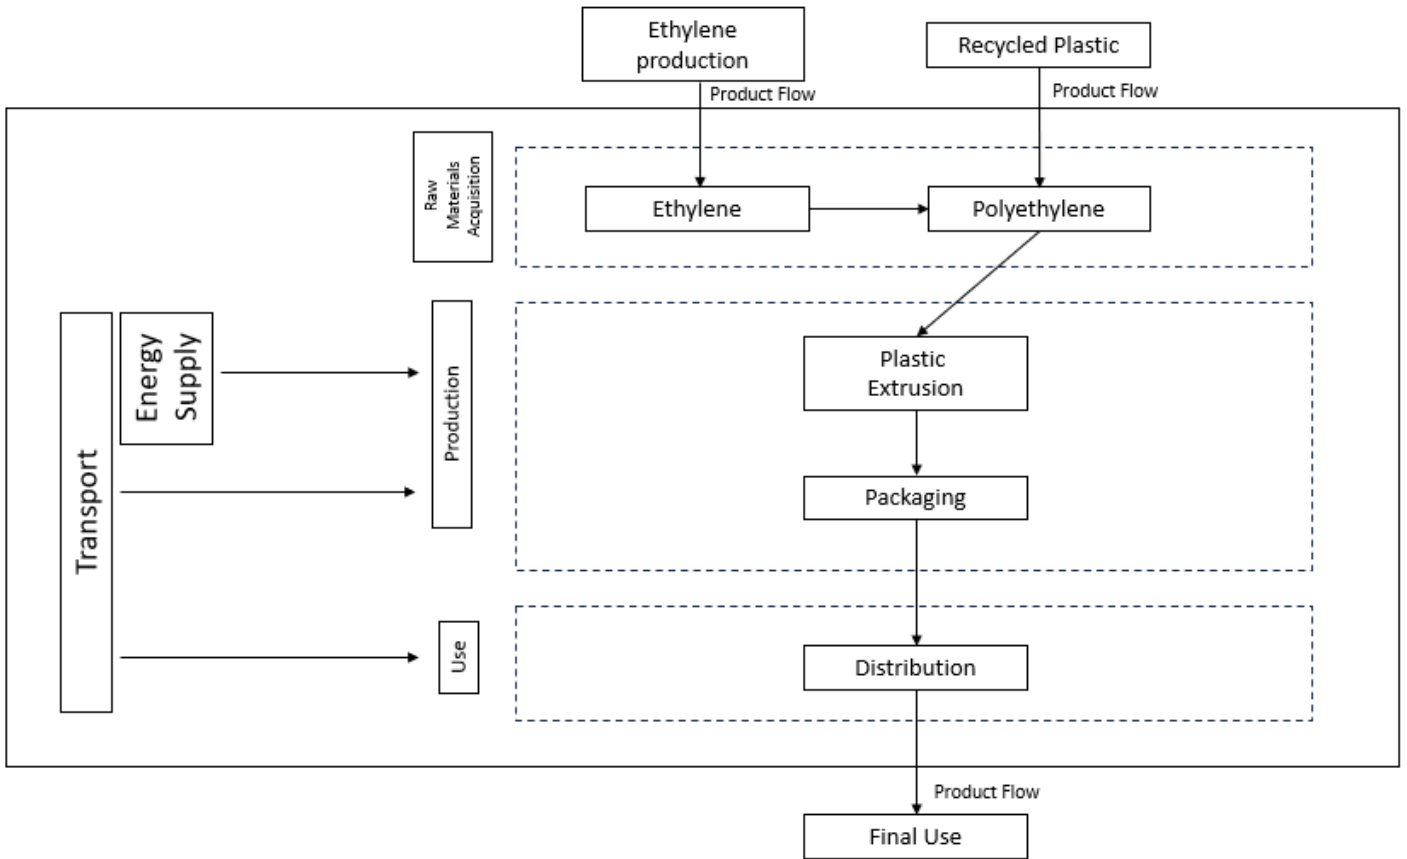 Ethylene
production
Recycled Plastic
Product Flow
Product Flow
Raw
Materials
Acquisition
Ethylene
Polyethylene
Energy
Supply
Transport
Production
Plastic
Extrusion
Packaging
Use
Distribution
Product Flow
Final Use